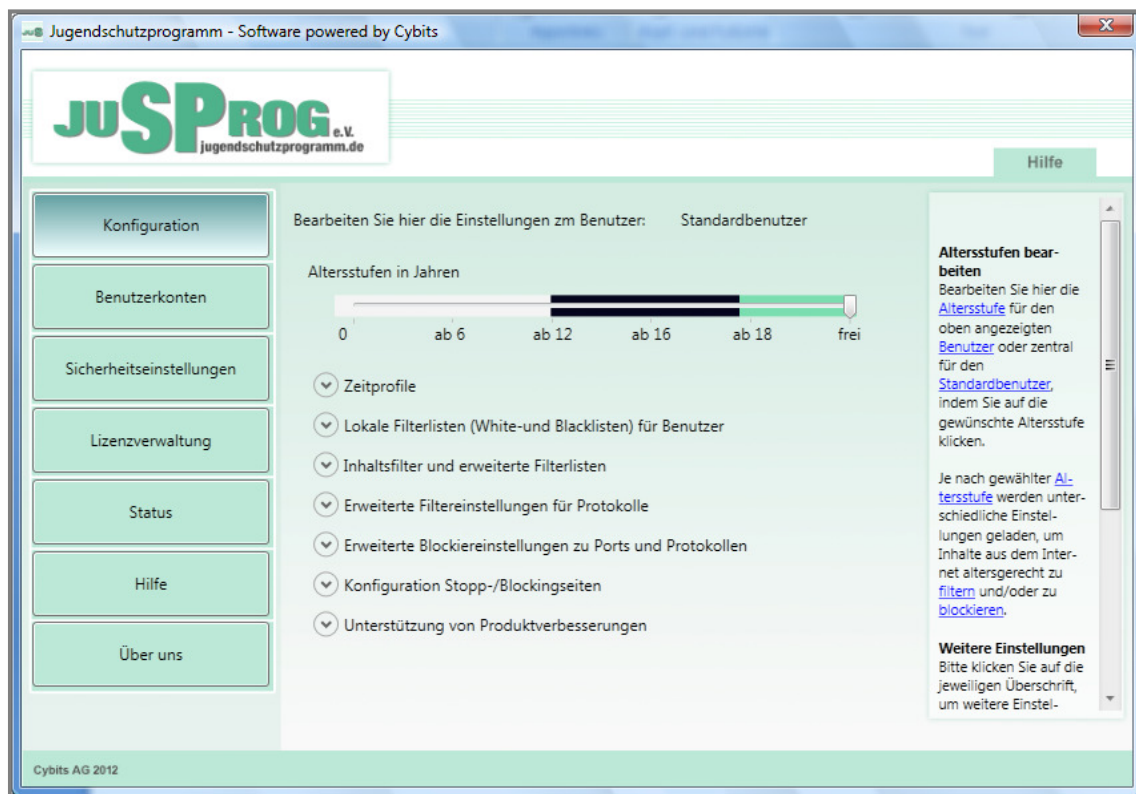 Jugendschutzprogramm - Software powered by Cybits
JUSPROG e.V.
jugendschutzprogramm.de
Hilfe
Konfiguration
Benutzerkonten
Sicherheitseinstellungen
Lizenzverwaltung
Status
Hilfe
Über uns
Bearbeiten Sie hier die Einstellungen zm Benutzer: Standardbenutzer
Altersstufen in Jahren
0 ab 6 ab 12 ab 16 ab 18 frei
Zeitprofile
Lokale Filterlisten (White-und Blacklisten) für Benutzer
Inhaltsfilter und erweiterte Filterlisten
Erweiterte Filtereinstellungen für Protokolle
Erweiterte Blockiereinstellungen zu Ports und Protokollen
Konfiguration Stopp-/Blockingseiten
Unterstützung von Produktverbesserungen
Altersstufen bear-
beiten
Bearbeiten Sie hier die
Altersstufe für den
oben angezeigten
Benutzer oder zentral
für den
Standardbenutzer,
indem Sie auf die
gewünschte Altersstufe
klicken.
Je nach gewählter Al-
tersstufe werden unter-
schiedliche Einstel-
lungen geladen, um
Inhalte aus dem Inter-
net altersgerecht zu
filtern und/oder zu
blockieren.
Weitere Einstellungen
Bitte klicken Sie auf die
jeweiligen Überschrift,
um weitere Einstel-
Cybits AG 2012